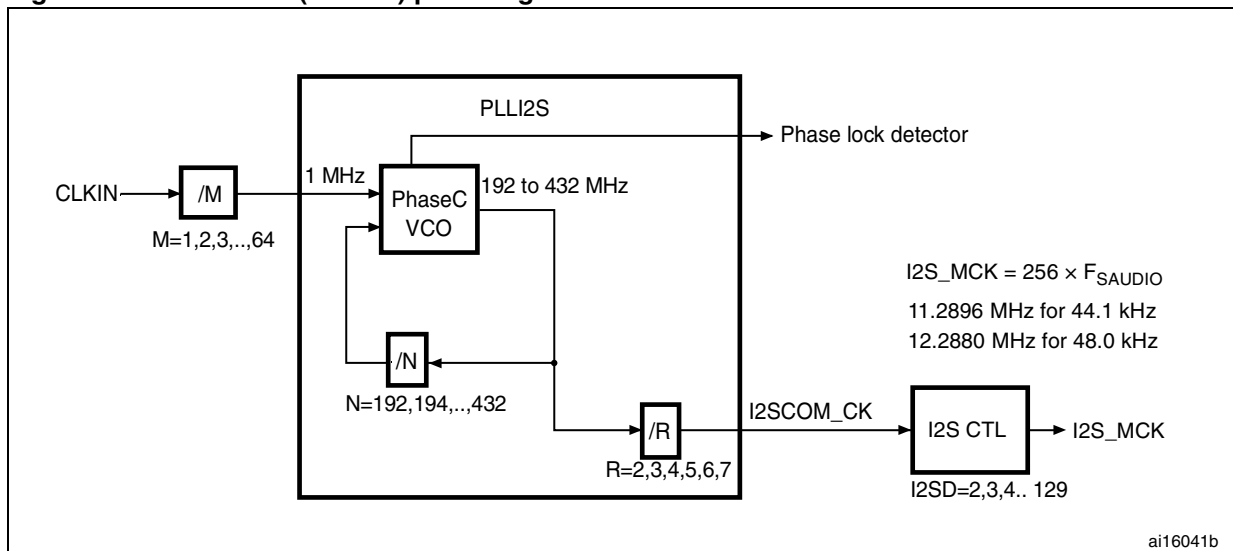 PLLI2S
Phase lock detector
CLKIN
/M
1 MHz
PhaseC
VCO
192 to 432 MHz
M=1,2,3,..,64
I2S_MCK = 256 × FSAUDIO
11.2896 MHz for 44.1 kHz
12.2880 MHz for 48.0 kHz
/N
N=192,194,..,432
/R
R=2,3,4,5,6,7
I2SCOM_CK
I2S CTL
I2S_MCK
I2SD=2,3,4.. 129
ai16041b